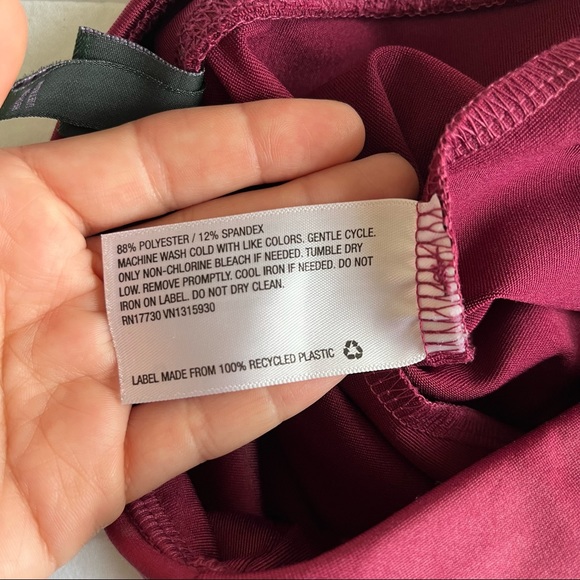 88% POLYESTER / 12% SPANDEX
MACHINE WASH COLD WITH LIKE COLORS. GENTLE CYCLE.
ONLY NON-CHLORINE BLEACH IF NEEDED. TUMBLE DRY
LOW. REMOVE PROMPTLY. COOL IRON IF NEEDED. DO NOT
IRON ON LABEL. DO NOT DRY CLEAN.
RN17730 VN1315930
LABEL MADE FROM 100% RECYCLED PLASTIC